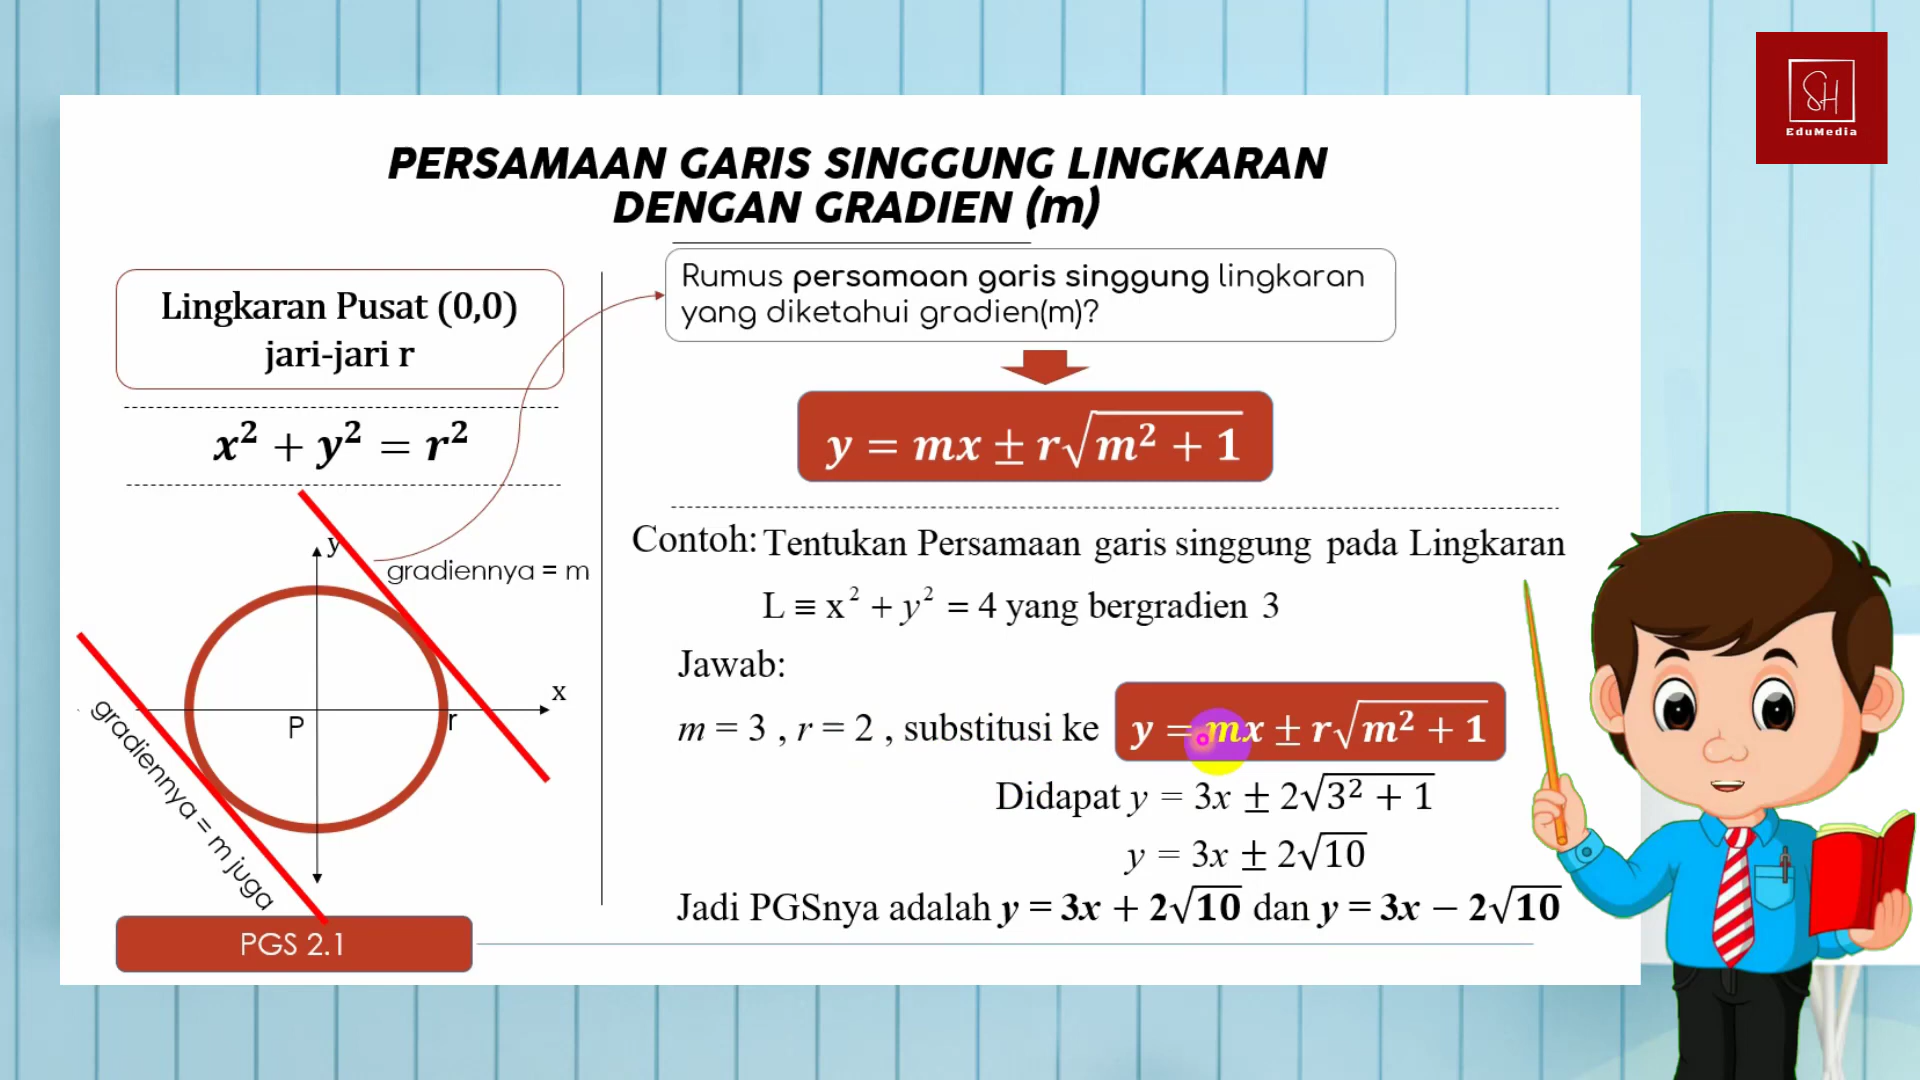 SH
EduMedia
PERSAMAAN GARIS SINGGUNG LINGKARAN
DENGAN GRADIEN (m)
Lingkaran Pusat (0,0)
jari-jari r
x² + y² = r²
y
gradiennya = m
x
P
r
gradiennya = m juga
PGS 2.1
Rumus persamaan garis singgung lingkaran
yang diketahui gradien(m)?
y = mx ± r√(m² + 1)
Contoh: Tentukan Persamaan garis singgung pada Lingkaran
L ≡ x² + y² = 4 yang bergradien 3
Jawab:
m = 3 , r = 2 , substitusi ke y = mx ± r√(m² + 1)
Didapat y = 3x ± 2√(3² + 1)
y = 3x ± 2√10
Jadi PGSnya adalah y = 3x + 2√10 dan y = 3x − 2√10